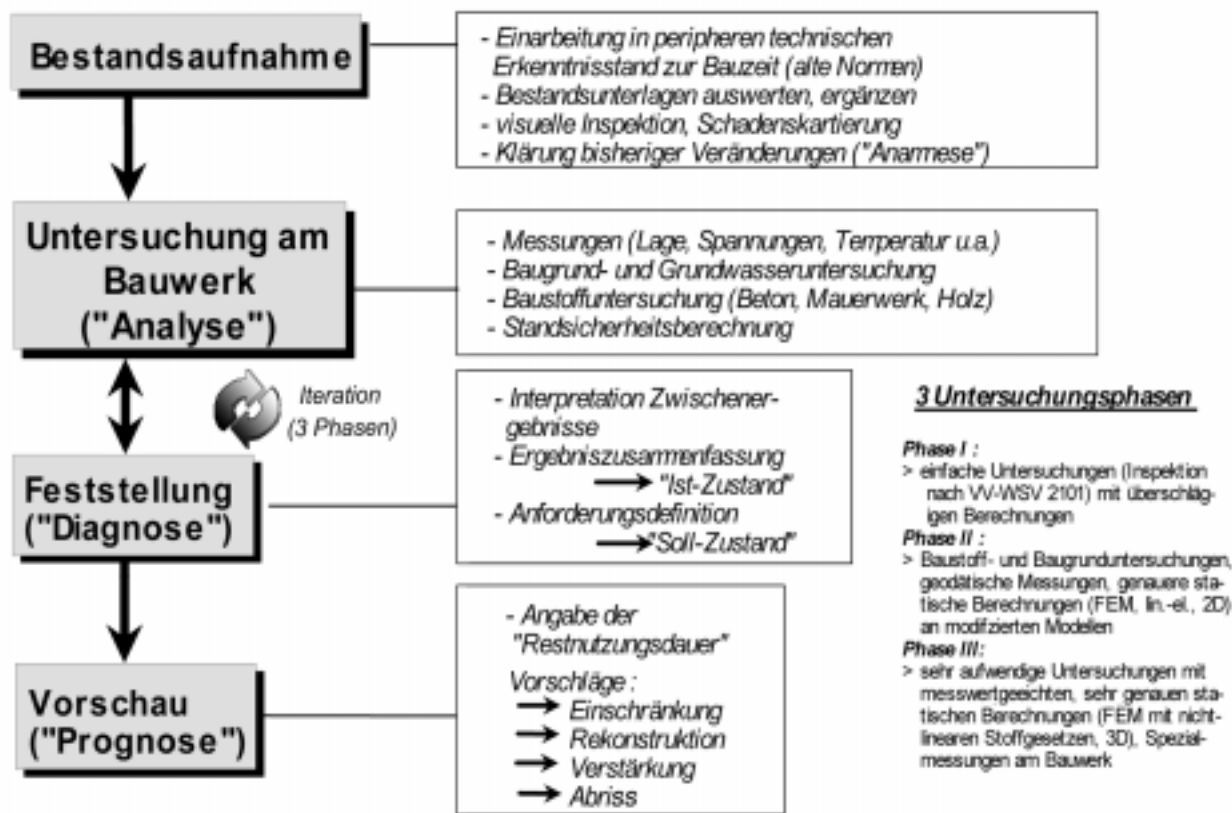 Bestandsaufnahme
- Einarbeitung in peripheren technischen
Erkenntnisstand zur Bauzeit (alte Normen)
- Bestandsunterlagen auswerten, ergänzen
- visuelle Inspektion, Schadenskartierung
- Klärung bisheriger Veränderungen ("Anarmese")
Untersuchung am
Bauwerk
("Analyse")
- Messungen (Lage, Spannungen, Temperatur u.a.)
- Baugrund- und Grundwasseruntersuchung
- Baustoffuntersuchung (Beton, Mauerwerk, Holz)
- Standsicherheitsberechnung
Iteration
(3 Phasen)
Feststellung
("Diagnose")
- Interpretation Zwischener-
gebnisse
- Ergebniszusammenfassung
"Ist-Zustand"
- Anforderungsdefinition
"Soll-Zustand"
Vorschau
("Prognose")
- Angabe der
"Restnutzungsdauer"
Vorschläge :
Einschränkung
Rekonstruktion
Verstärkung
Abriss
3 Untersuchungsphasen
Phase I :
> einfache Untersuchungen (Inspektion
nach VV-WSV 2101) mit überschläg-
igen Berechnungen
Phase II :
> Baustoff- und Baugrunduntersuchungen,
geodätische Messungen, genauere sta-
tische Berechnungen (FEM, lin.-el., 2D)
an modifzierten Modellen
Phase III:
> sehr aufwendige Untersuchungen mit
messwertgeeichten, sehr genauen sta-
tischen Berechnungen (FEM mit nicht-
linearen Stoffgesetzen, 3D), Spezial-
messungen am Bauwerk